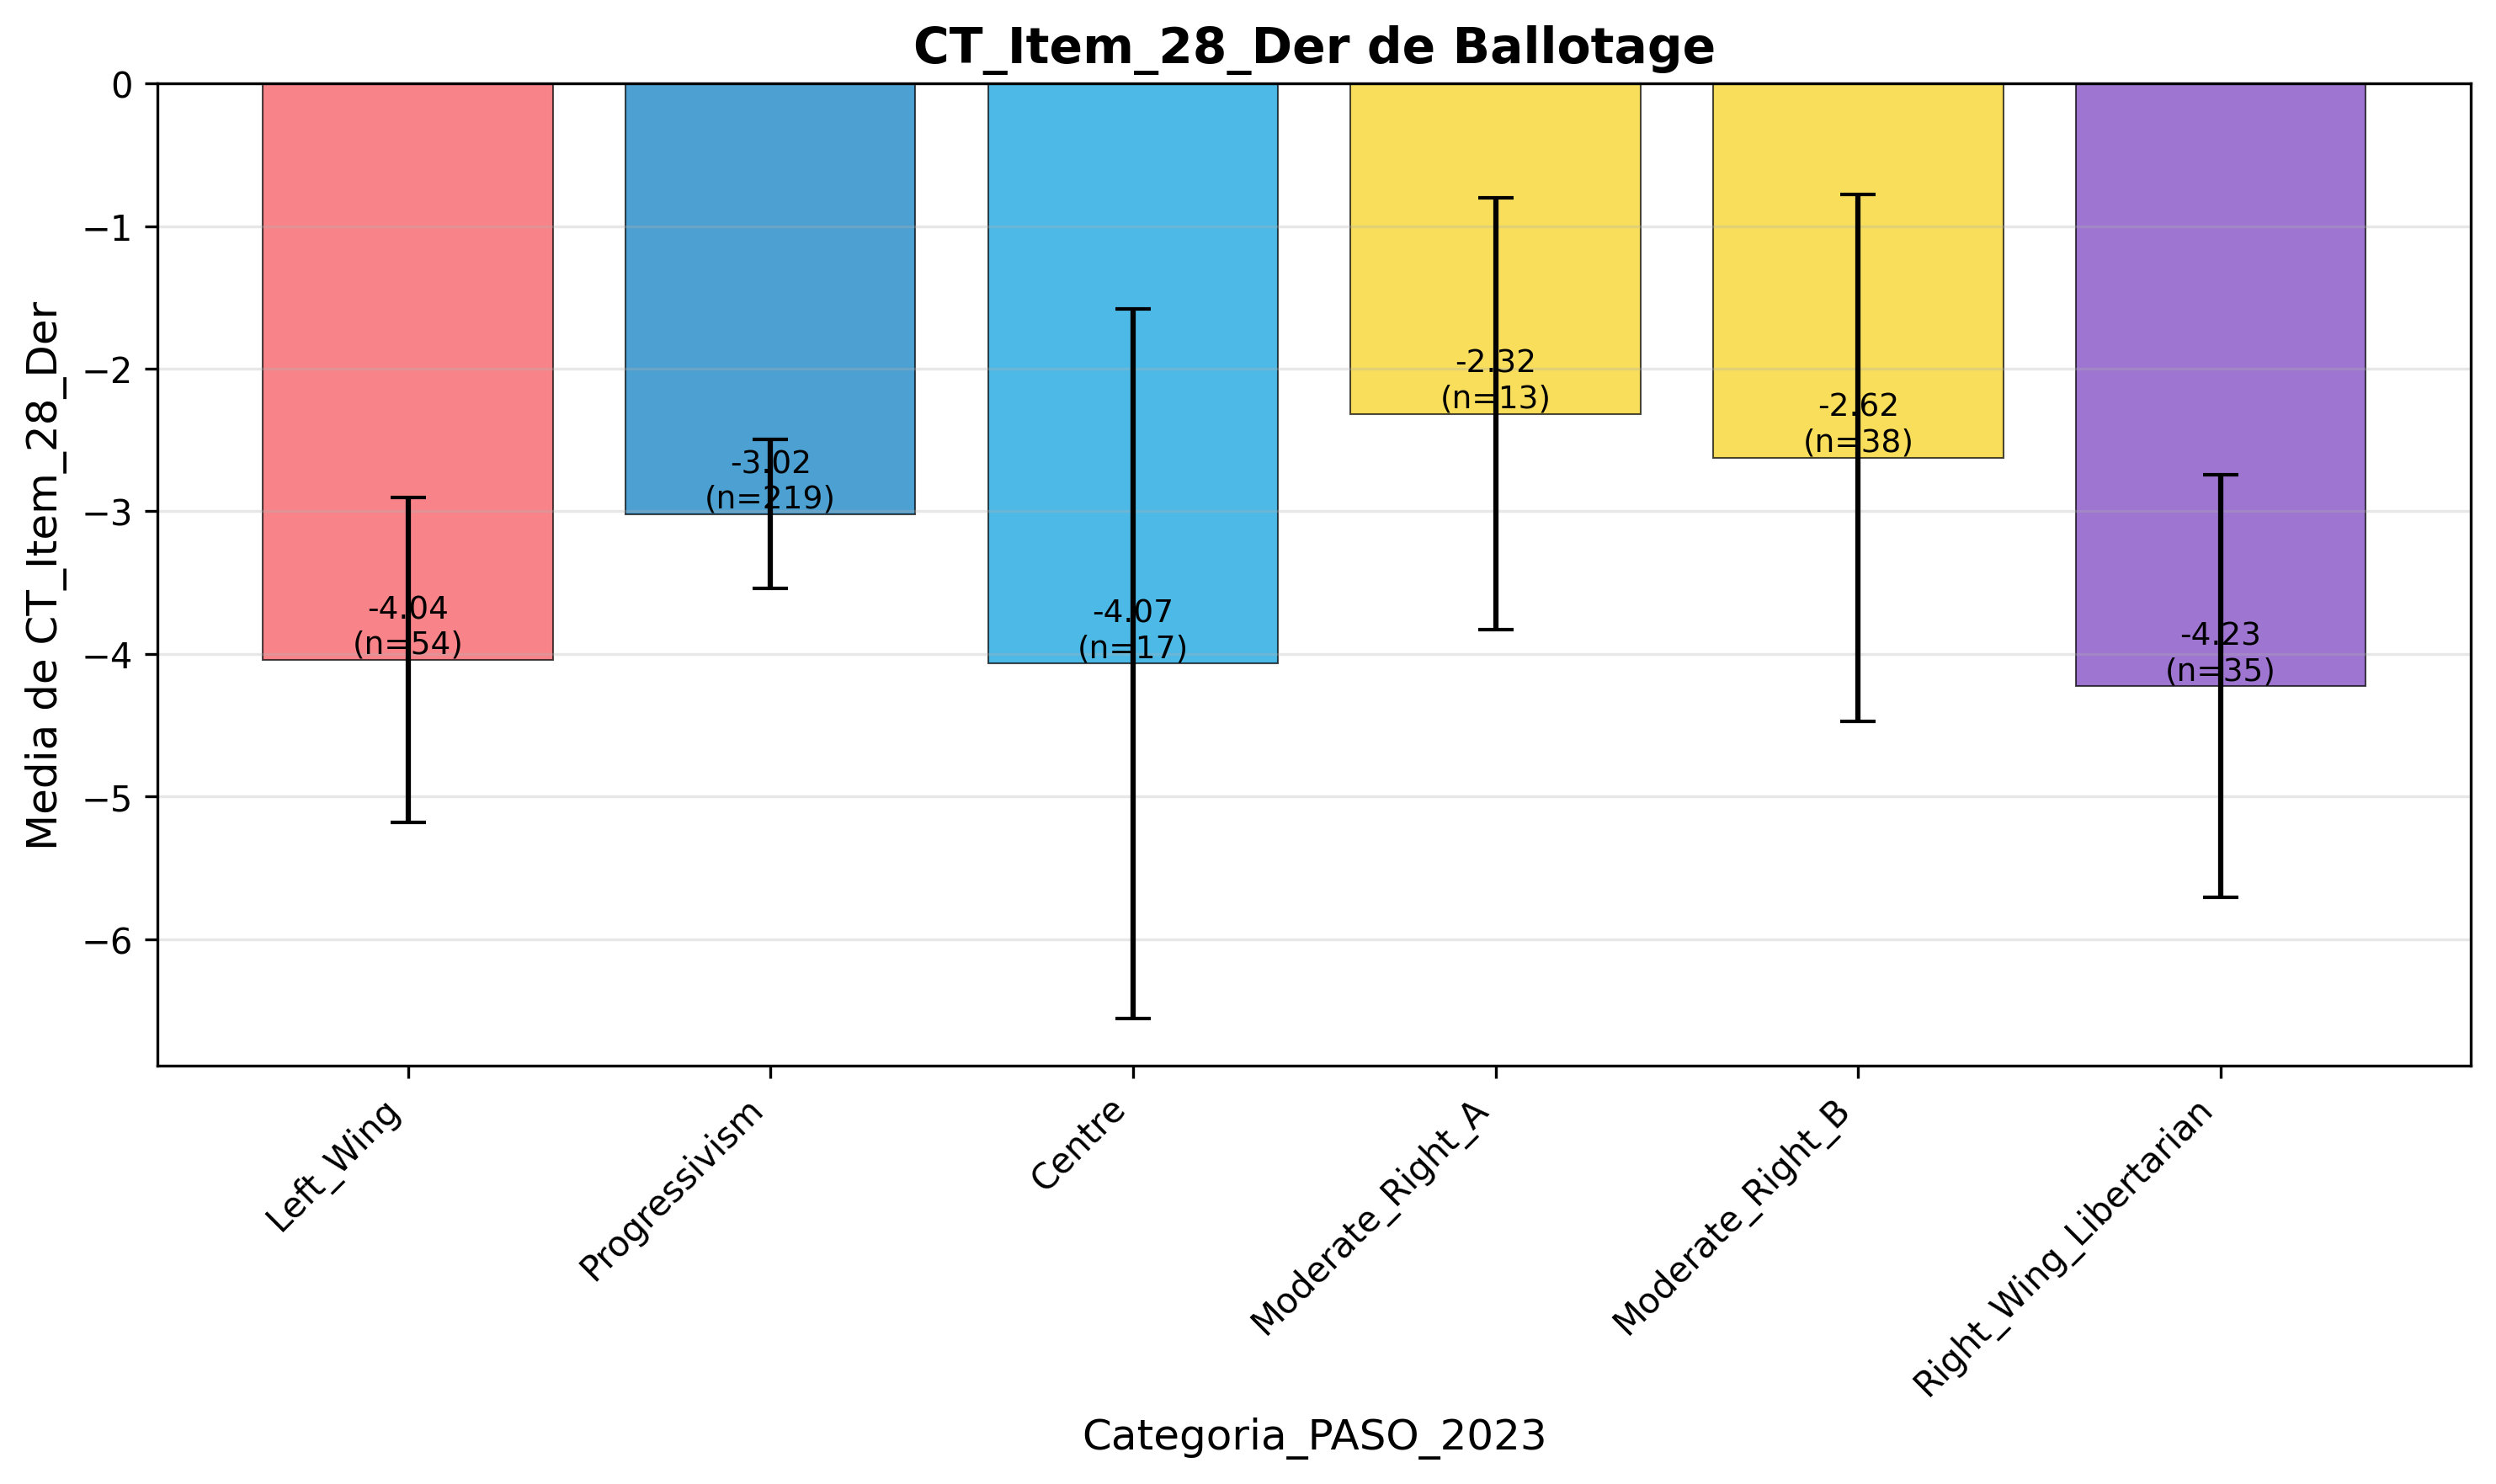 CT_Item_28_Der de Ballotage
Media de CT_Item_28_Der
0
−1
−2
−3
−4
−5
−6
-4.04
(n=54)
-3.02
(n=219)
-4.07
(n=17)
-2.32
(n=13)
-2.62
(n=38)
-4.23
(n=35)
Left_Wing
Progressivism
Centre
Moderate_Right_A
Moderate_Right_B
Right_Wing_Libertarian
Categoria_PASO_2023